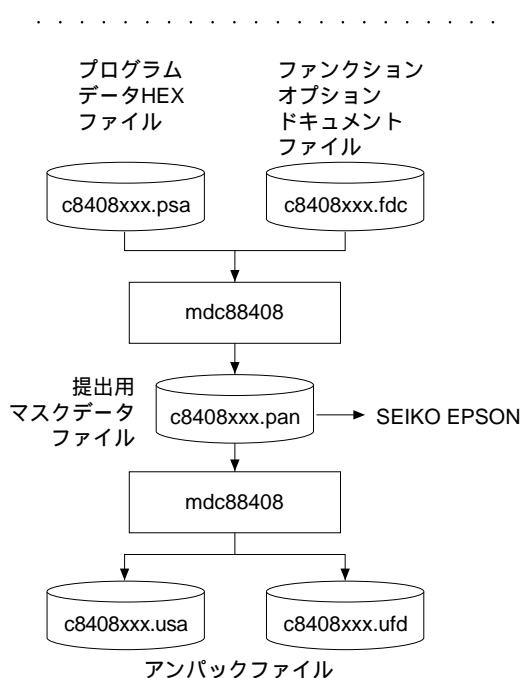 プログラム
データHEX
ファイル
ファンクション
オプション
ドキュメント
ファイル
c8408xxx.psa
c8408xxx.fdc
mdc88408
提出用
マスクデータ
ファイル
c8408xxx.pan
SEIKO EPSON
mdc88408
c8408xxx.usa
c8408xxx.ufd
アンパックファイル